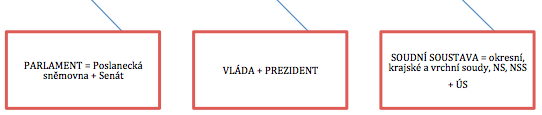 PARLAMENT = Poslanecká
sněmovna + Senát
VLÁDA + PREZIDENT
SOUDNÍ SOUSTAVA = okresní,
krajské a vrchní soudy, NS, NSS
+ ÚS